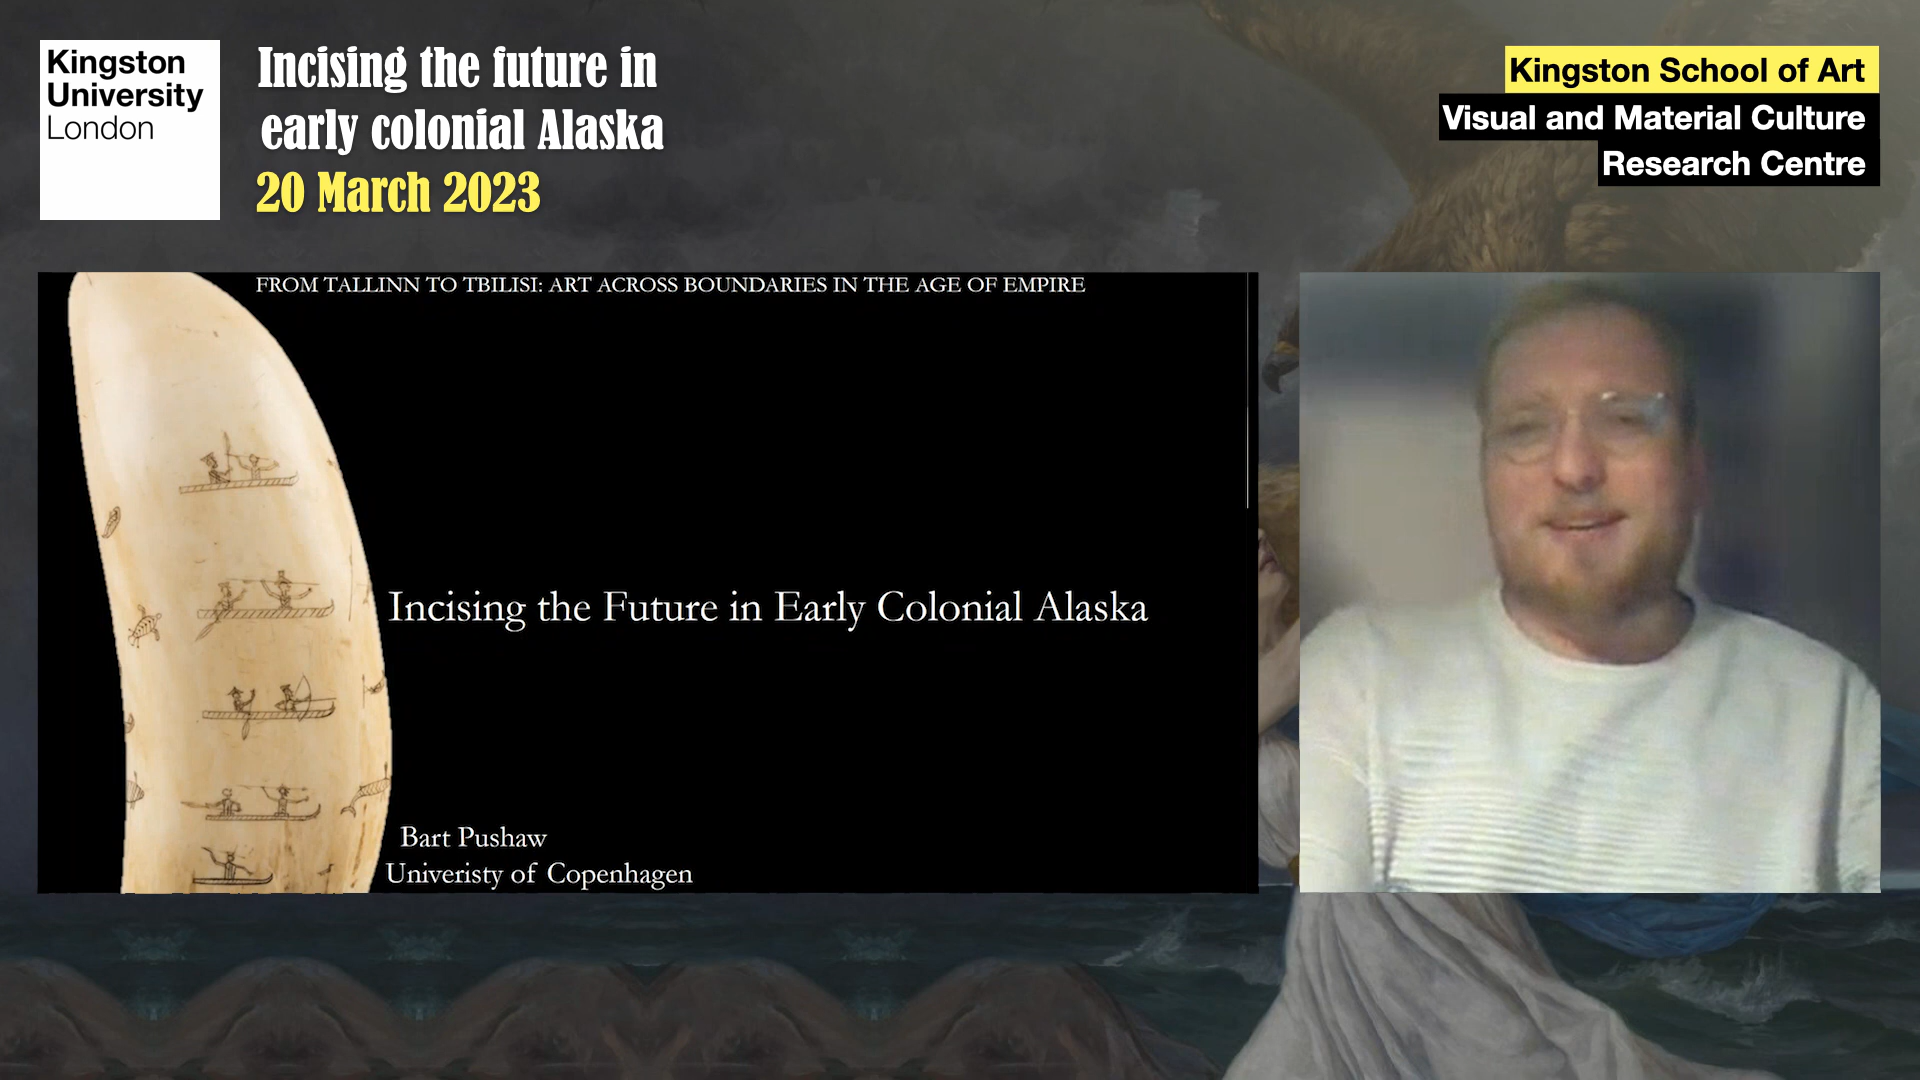 Kingston
University
London
Incising the future in
early colonial Alaska
20 March 2023
Kingston School of Art
Visual and Material Culture
Research Centre
FROM TALLINN TO TBILISI: ART ACROSS BOUNDARIES IN THE AGE OF EMPIRE
Incising the Future in Early Colonial Alaska
Bart Pushaw
Univeristy of Copenhagen